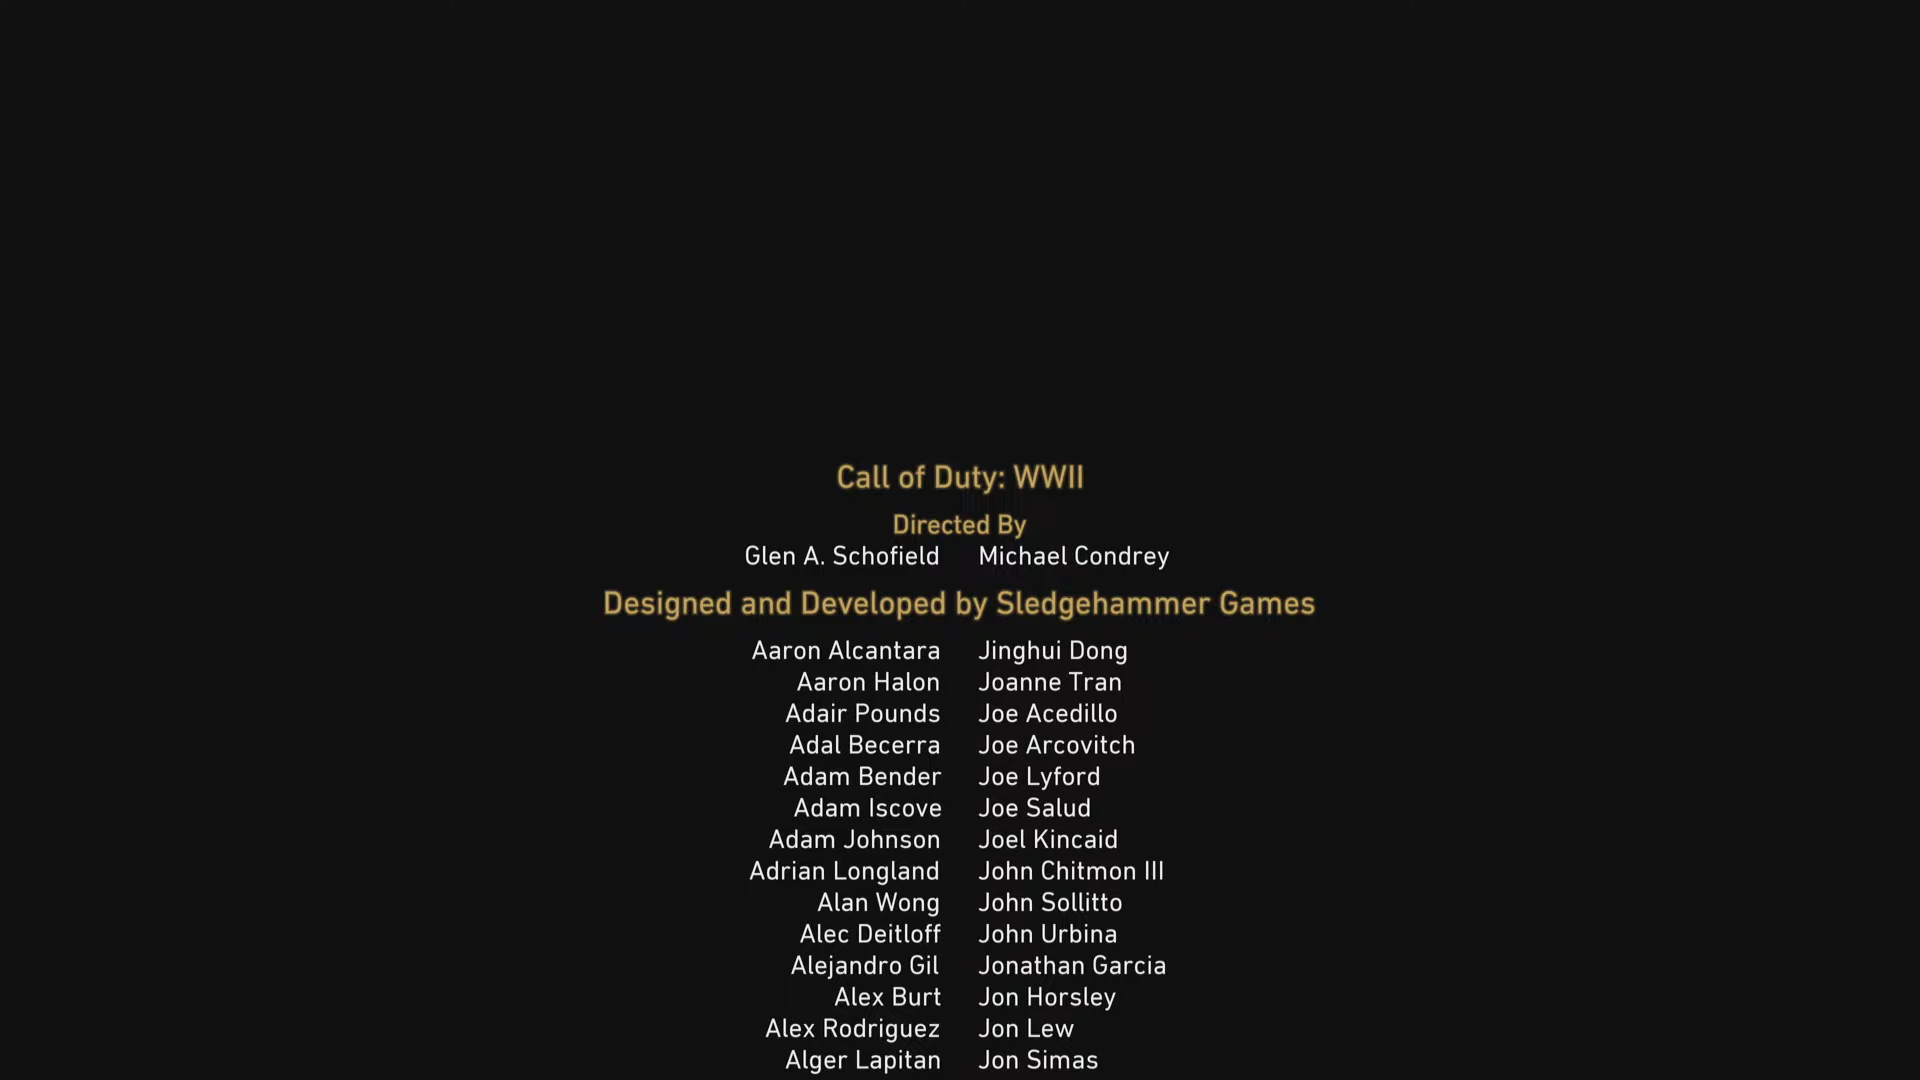 Call of Duty: WWII
Directed By
Glen A. Schofield Michael Condrey
Designed and Developed by Sledgehammer Games
Aaron Alcantara Jinghui Dong
Aaron Halon Joanne Tran
Adair Pounds Joe Acedillo
Adal Becerra Joe Arcovitch
Adam Bender Joe Lyford
Adam Iscove Joe Salud
Adam Johnson Joel Kincaid
Adrian Longland John Chitmon III
Alan Wong John Sollitto
Alec Deitloff John Urbina
Alejandro Gil Jonathan Garcia
Alex Burt Jon Horsley
Alex Rodriguez Jon Lew
Alger Lapitan Jon Simas